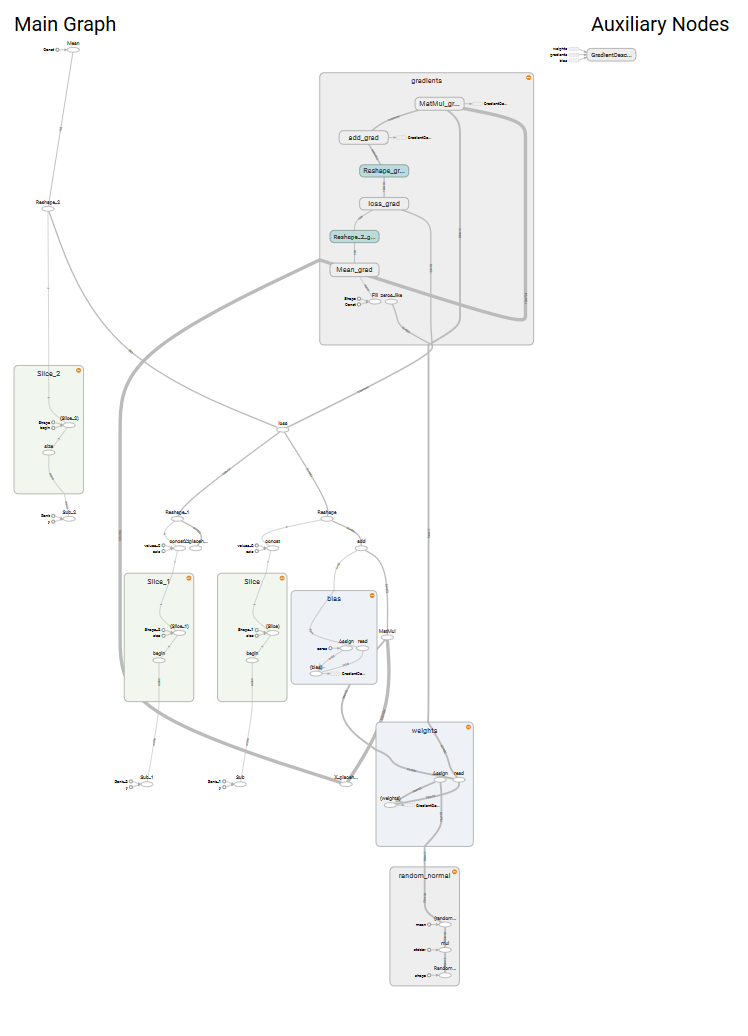 Main Graph
Auxiliary Nodes
Mean
Const
weights
gradients
bias
GradientDesc...
gradients
MatMul_gr...
GradientDe...
add_grad
GradientDe...
Reshape_gr...
loss_grad
Reshape_2_g...
Mean_grad
Fill
zeros_like
Shape
Const
Reshape_2
Slice_2
(Slice_2)
Shape
begin
size
Sub_2
Rank
y
loss
Reshape_1
Reshape
values_0
axis
concat
values_0
axis
concat
add
Slice_1
(Slice_1)
Shape_2
size
begin
Slice
(Slice)
Shape_1
size
begin
bias
Assign
read
zeros
(bias)
GradientDe...
MatMul
weights
Assign
read
(weights)
GradientDe...
Sub_1
Rank_2
y
Sub
Rank_1
y
X_placeh...
random_normal
(random...
mean
mul
stddev
Random...
shape